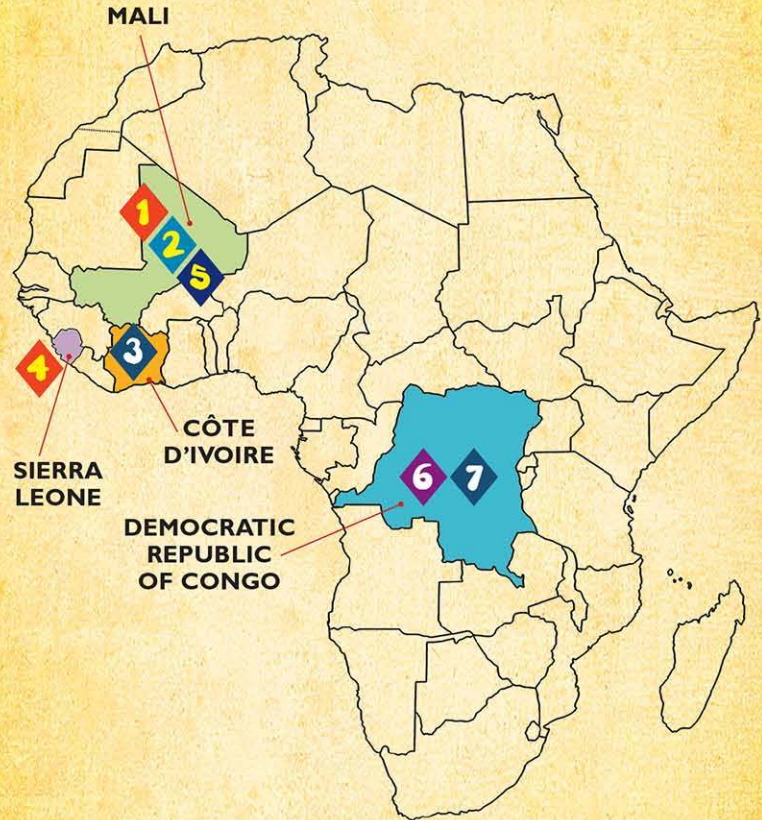 MALI
1
2
5
3
4
CÔTE
D'IVOIRE
SIERRA
LEONE
6 7
DEMOCRATIC
REPUBLIC
OF CONGO